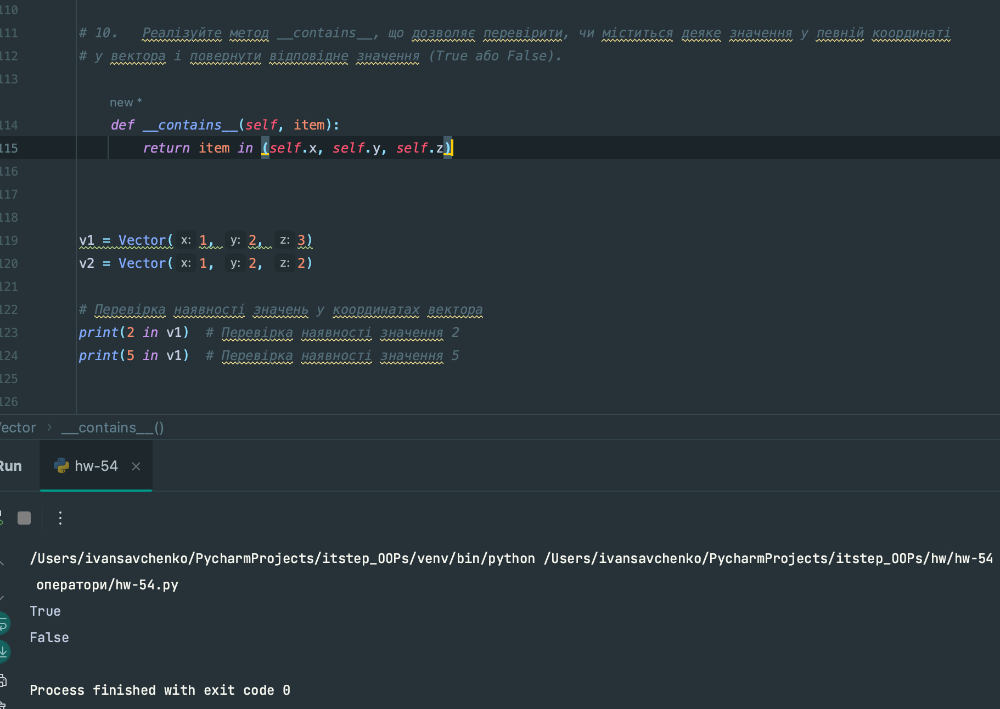 110
111 # 10. Реалізуйте метод __contains__, що дозволяє перевірити, чи міститься деяке значення у певній координаті
112 # у вектора і повернути відповідне значення (True або False).
113
new *
114 def __contains__(self, item):
115 return item in (self.x, self.y, self.z)
116
117
118
119 v1 = Vector( x: 1, y: 2, z: 3)
120 v2 = Vector( x: 1, y: 2, z: 2)
121
122 # Перевірка наявності значень у координатах вектора
123 print(2 in v1) # Перевірка наявності значення 2
124 print(5 in v1) # Перевірка наявності значення 5
125
126
Vector › __contains__()
Run hw-54 ×
/Users/ivansavchenko/PycharmProjects/itstep_OOPs/venv/bin/python /Users/ivansavchenko/PycharmProjects/itstep_OOPs/hw/hw-54
оператори/hw-54.py
True
False
Process finished with exit code 0